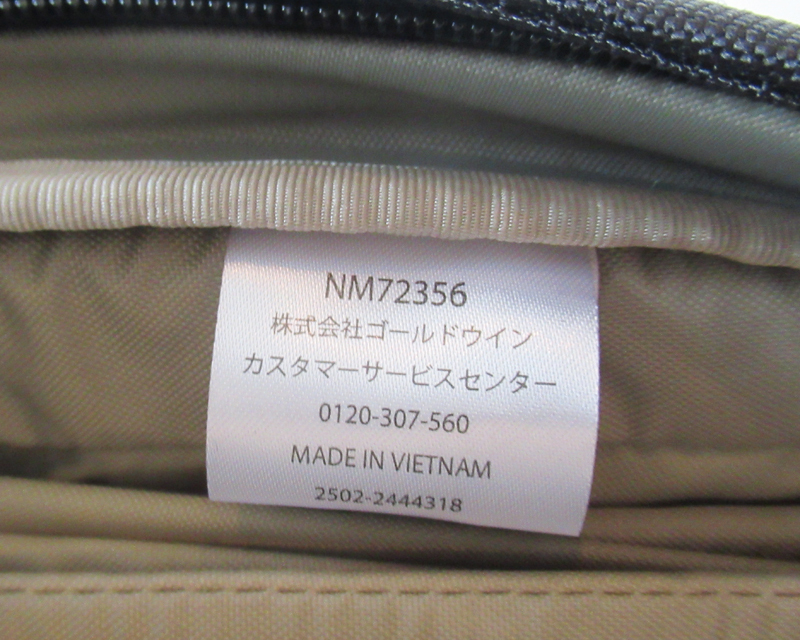 NM72356
株式会社ゴールドウイン
カスタマーサービスセンター
0120-307-560
MADE IN VIETNAM
2502-2444318